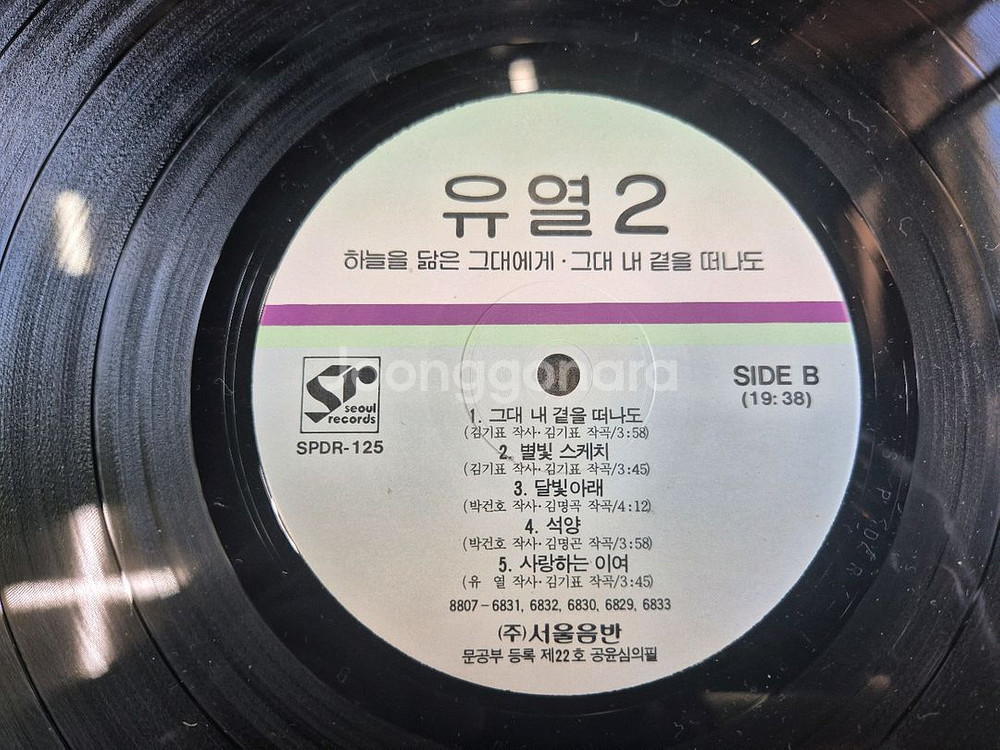 유열 2
하늘을 닮은 그대에게·그대 내 곁을 떠나도
Joonggonara
Sr
seoul
records
SPDR-125
SIDE B
(19:38)
1. 그대 내 곁을 떠나도
(김기표 작사·김기표 작곡/3:58)
2. 별빛 스케치
(김기표 작사·김기표 작곡/3:45)
3. 달빛아래
(박건호 작사·김명곡 작곡/4:12)
4. 석양
(박건호 작사·김명곤 작곡/3:58)
5. 사랑하는 이여
(유 열 작사·김기표 작곡/3:45)
8807-6831, 6832, 6830, 6829, 6833
(주)서울음반
문공부 등록 제22호 공윤심의필